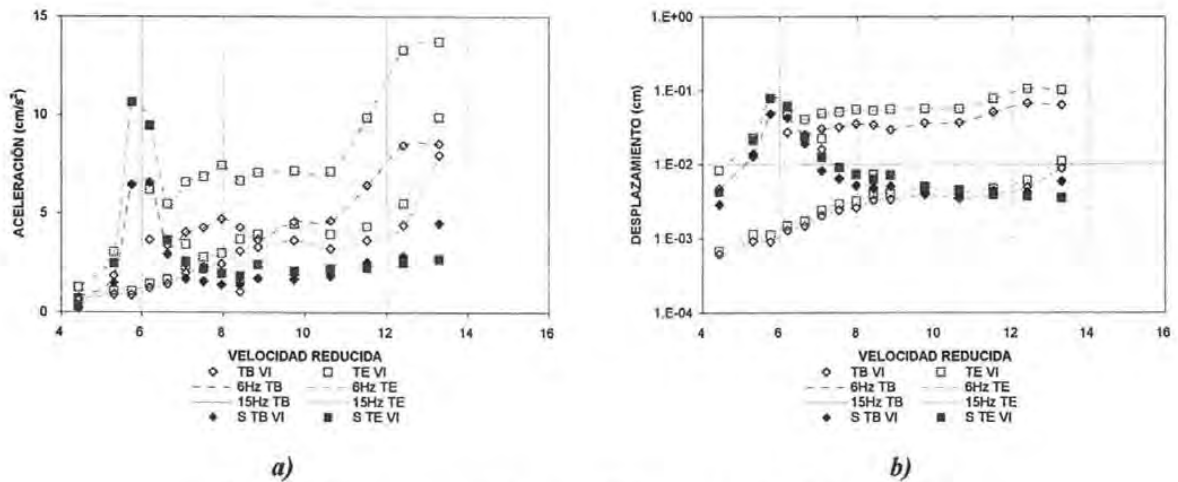 15
10
5
0
ACELERACIÓN (cm/s²)
4 6 8 10 12 14 16
VELOCIDAD REDUCIDA
TB VI TE VI
6Hz TB 6Hz TE
15Hz TB 15Hz TE
S TB VI S TE VI
a)
1.E+00
1.E-01
1.E-02
1.E-03
1.E-04
DESPLAZAMIENTO (cm)
4 6 8 10 12 14 16
VELOCIDAD REDUCIDA
TB VI TE VI
6Hz TB 6Hz TE
15Hz TB 15Hz TE
S TB VI S TE VI
b)